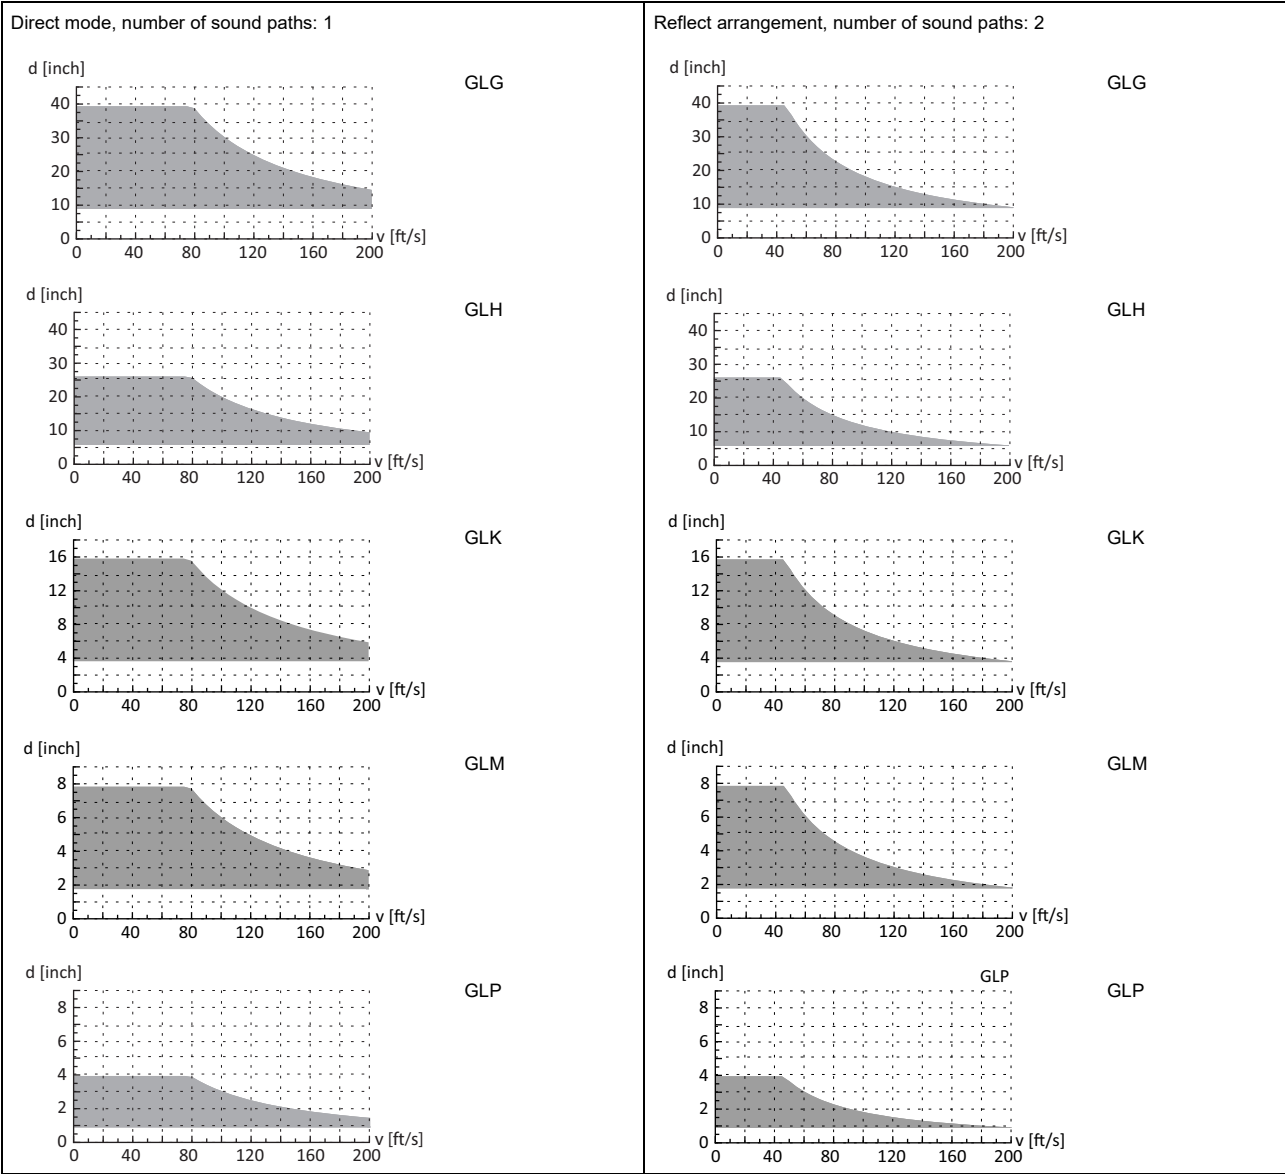 Direct mode, number of sound paths: 1
d [inch]
GLG
40
30
20
10
0
v [ft/s]
0 40 80 120 160 200
d [inch]
GLH
40
30
20
10
0
v [ft/s]
0 40 80 120 160 200
d [inch]
GLK
16
12
8
4
0
v [ft/s]
0 40 80 120 160 200
d [inch]
GLM
8
6
4
2
0
v [ft/s]
0 40 80 120 160 200
d [inch]
GLP
8
6
4
2
0
v [ft/s]
0 40 80 120 160 200
Reflect arrangement, number of sound paths: 2
d [inch]
GLG
40
30
20
10
0
v [ft/s]
0 40 80 120 160 200
d [inch]
GLH
40
30
20
10
0
v [ft/s]
0 40 80 120 160 200
d [inch]
GLK
16
12
8
4
0
v [ft/s]
0 40 80 120 160 200
d [inch]
GLM
8
6
4
2
0
v [ft/s]
0 40 80 120 160 200
d [inch]
GLP
GLP
8
6
4
2
0
v [ft/s]
0 40 80 120 160 200